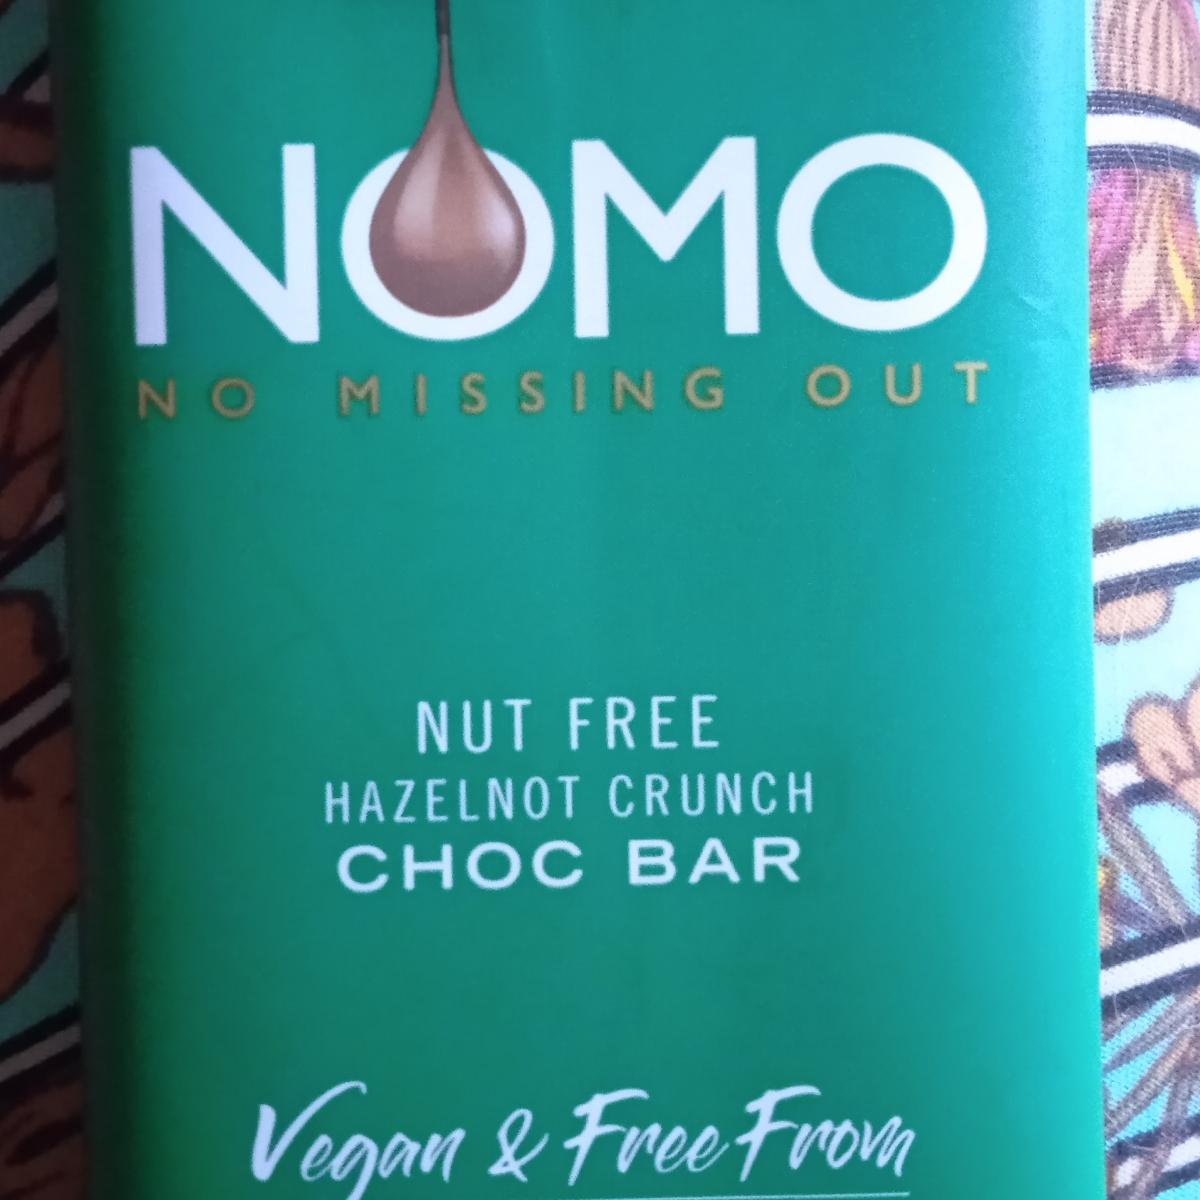 NOMO
NO MISSING OUT
NUT FREE
HAZELNOT CRUNCH
CHOC BAR
Vegan & Free From